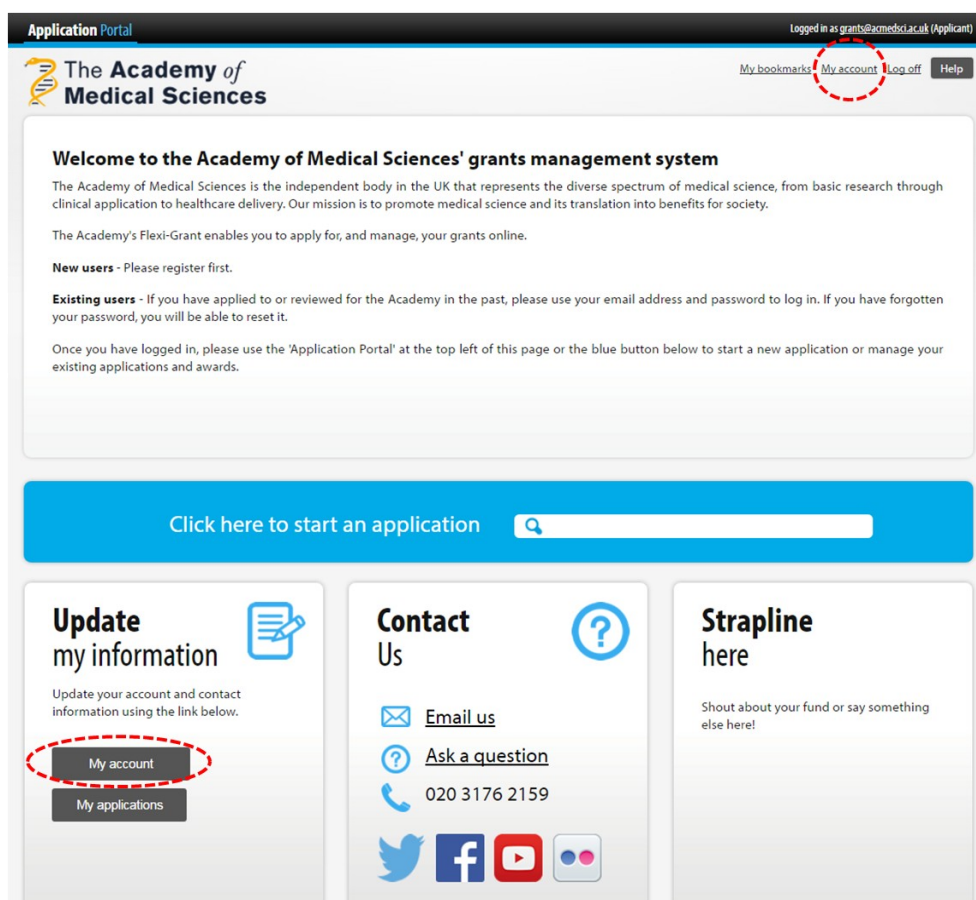 Application Portal
Logged in as grants@acmedsci.ac.uk (Applicant)
The Academy of
Medical Sciences
My bookmarks My account Log off Help
Welcome to the Academy of Medical Sciences' grants management system
The Academy of Medical Sciences is the independent body in the UK that represents the diverse spectrum of medical science, from basic research through
clinical application to healthcare delivery. Our mission is to promote medical science and its translation into benefits for society.
The Academy's Flexi-Grant enables you to apply for, and manage, your grants online.
New users - Please register first.
Existing users - If you have applied to or reviewed for the Academy in the past, please use your email address and password to log in. If you have forgotten
your password, you will be able to reset it.
Once you have logged in, please use the 'Application Portal' at the top left of this page or the blue button below to start a new application or manage your
existing applications and awards.
Click here to start an application
Update
my information
Update your account and contact
information using the link below.
My account
My applications
Contact
Us
Email us
Ask a question
020 3176 2159
Strapline
here
Shout about your fund or say something
else here!